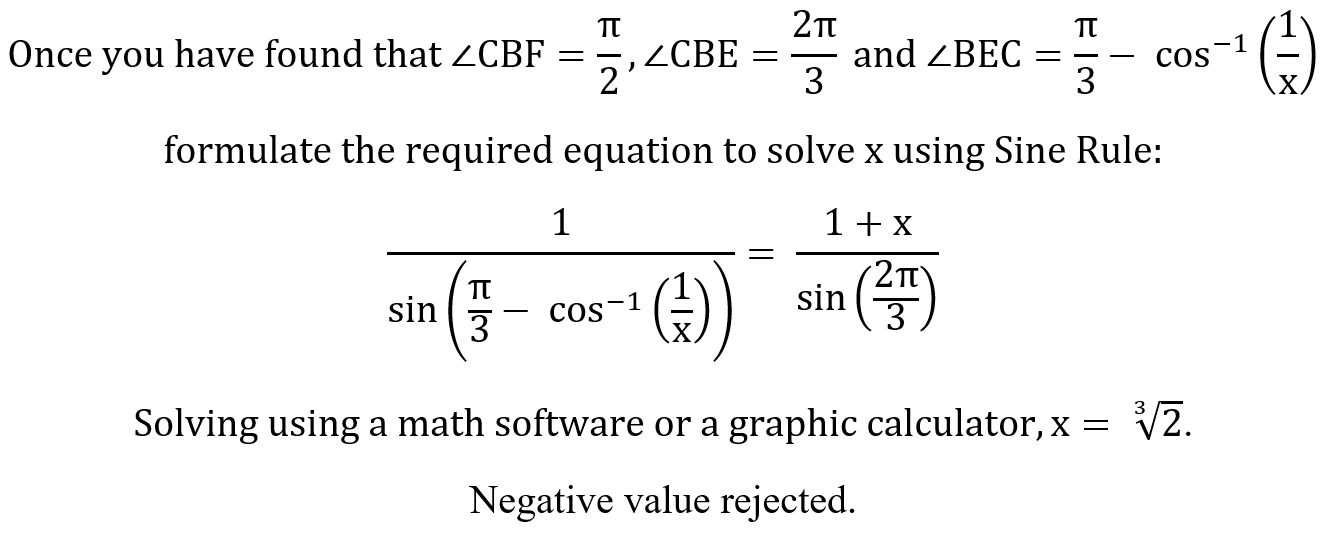 Once you have found that ∠CBF = π/2, ∠CBE = 2π/3 and ∠BEC = π/3 − cos⁻¹(1/x)
formulate the required equation to solve x using Sine Rule:
1/sin(π/3 − cos⁻¹(1/x)) = (1 + x)/sin(2π/3)
Solving using a math software or a graphic calculator, x = ∛2.
Negative value rejected.